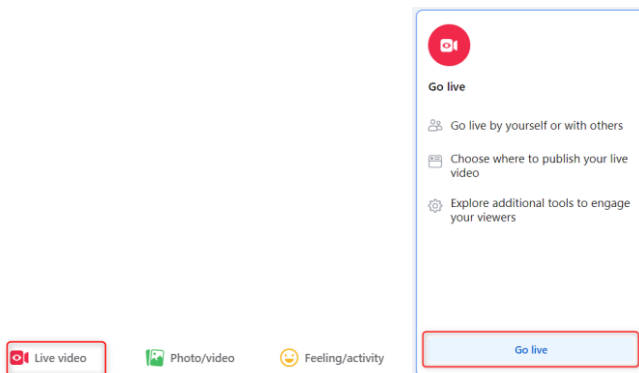 Go live
Go live by yourself or with others
Choose where to publish your live
video
Explore additional tools to engage
your viewers
Live video
Photo/video
Feeling/activity
Go live